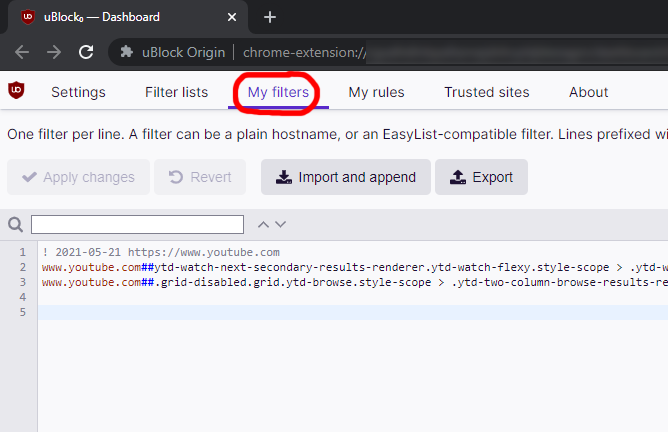 uBlock₀ — Dashboard
uBlock Origin | chrome-extension://
Settings Filter lists My filters My rules Trusted sites About
One filter per line. A filter can be a plain hostname, or an EasyList-compatible filter. Lines prefixed
Apply changes Revert Import and append Export
1 ! 2021-05-21 https://www.youtube.com
2 www.youtube.com##ytd-watch-next-secondary-results-renderer.ytd-watch-flexy.style-scope > .ytd-w
3 www.youtube.com##.grid-disabled.grid.ytd-browse.style-scope > .ytd-two-column-browse-results-re
4
5